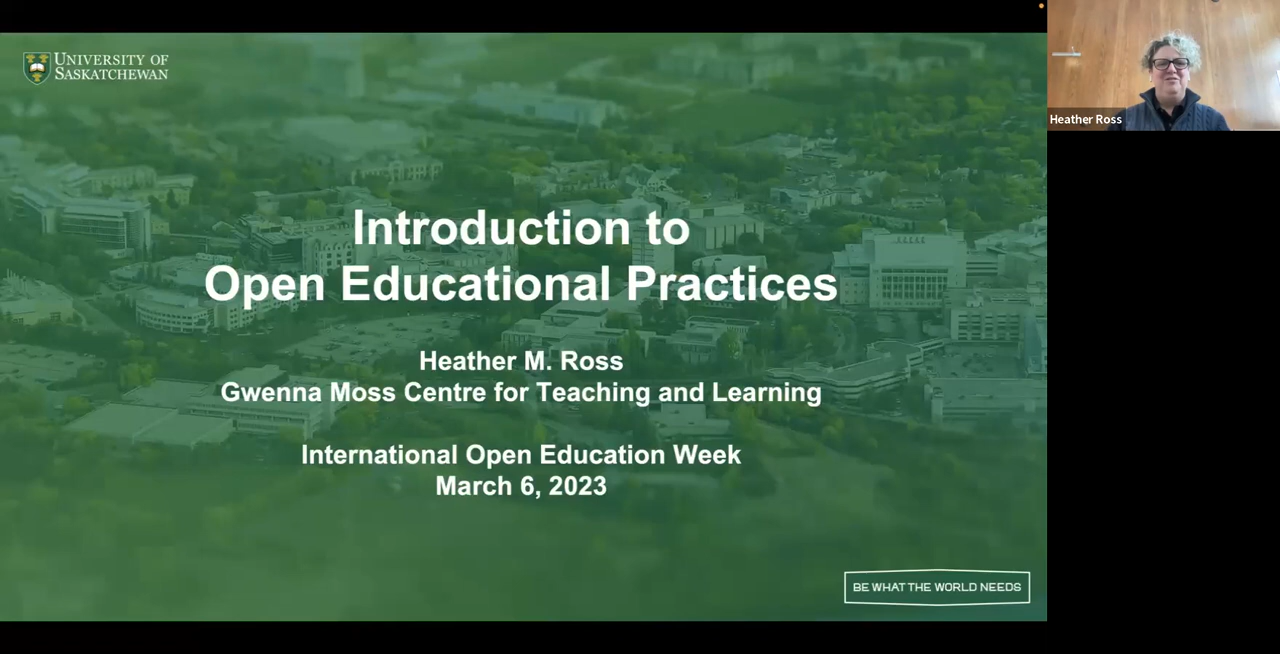 UNIVERSITY OF
SASKATCHEWAN
Introduction to
Open Educational Practices
Heather M. Ross
Gwenna Moss Centre for Teaching and Learning
International Open Education Week
March 6, 2023
BE WHAT THE WORLD NEEDS
Heather Ross